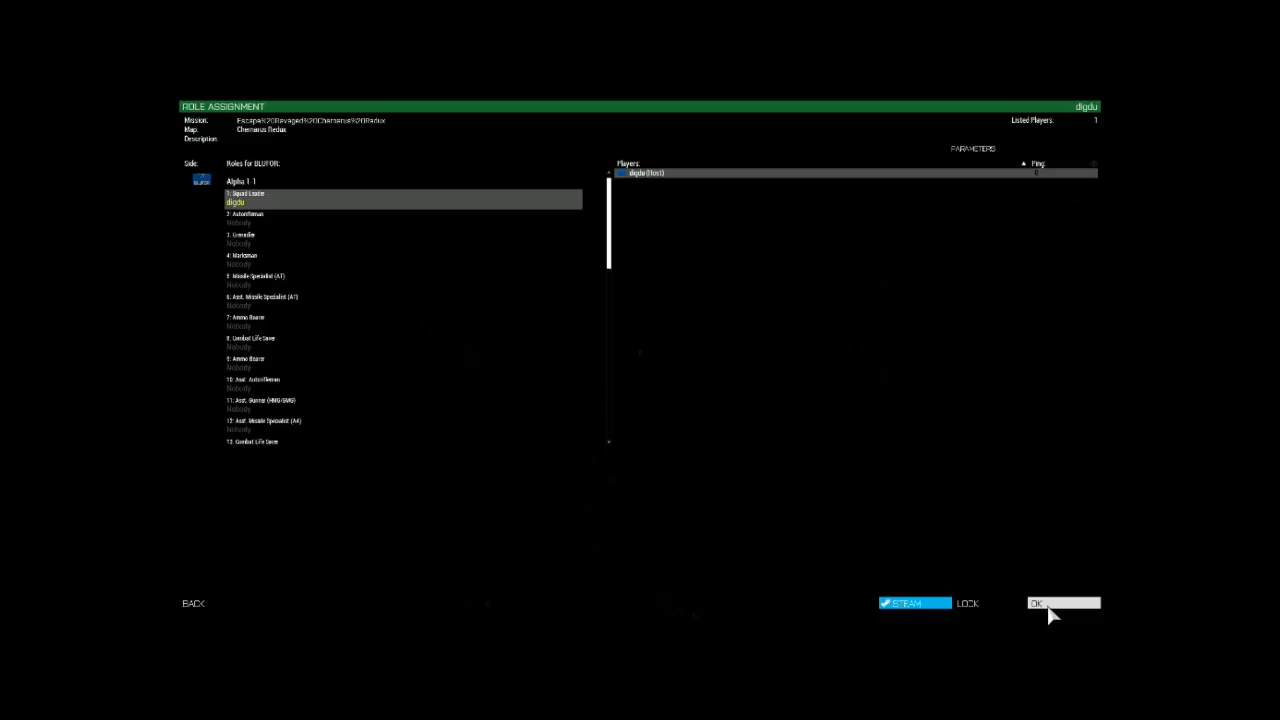 ROLE ASSIGNMENT digdu
Mission: Escape%20Ravaged%20Chernarus%20Redux Listed Players: 1
Map: Chernarus Redux
Description:
PARAMETERS
Side: Roles for BLUFOR: Players: Ping:
BLUFOR Alpha 1-1 digdu (Host) 0
1: Squad Leader
digdu
2: Autorifleman
Nobody
3: Grenadier
Nobody
4: Marksman
Nobody
5: Missile Specialist (AT)
Nobody
6: Asst. Missile Specialist (AT)
Nobody
7: Ammo Bearer
Nobody
8: Combat Life Saver
Nobody
9: Ammo Bearer
Nobody
10: Asst. Autorifleman
Nobody
11: Asst. Gunner (HMG/GMG)
Nobody
12: Asst. Missile Specialist (AA)
Nobody
13: Combat Life Saver
BACK STEAM LOCK OK